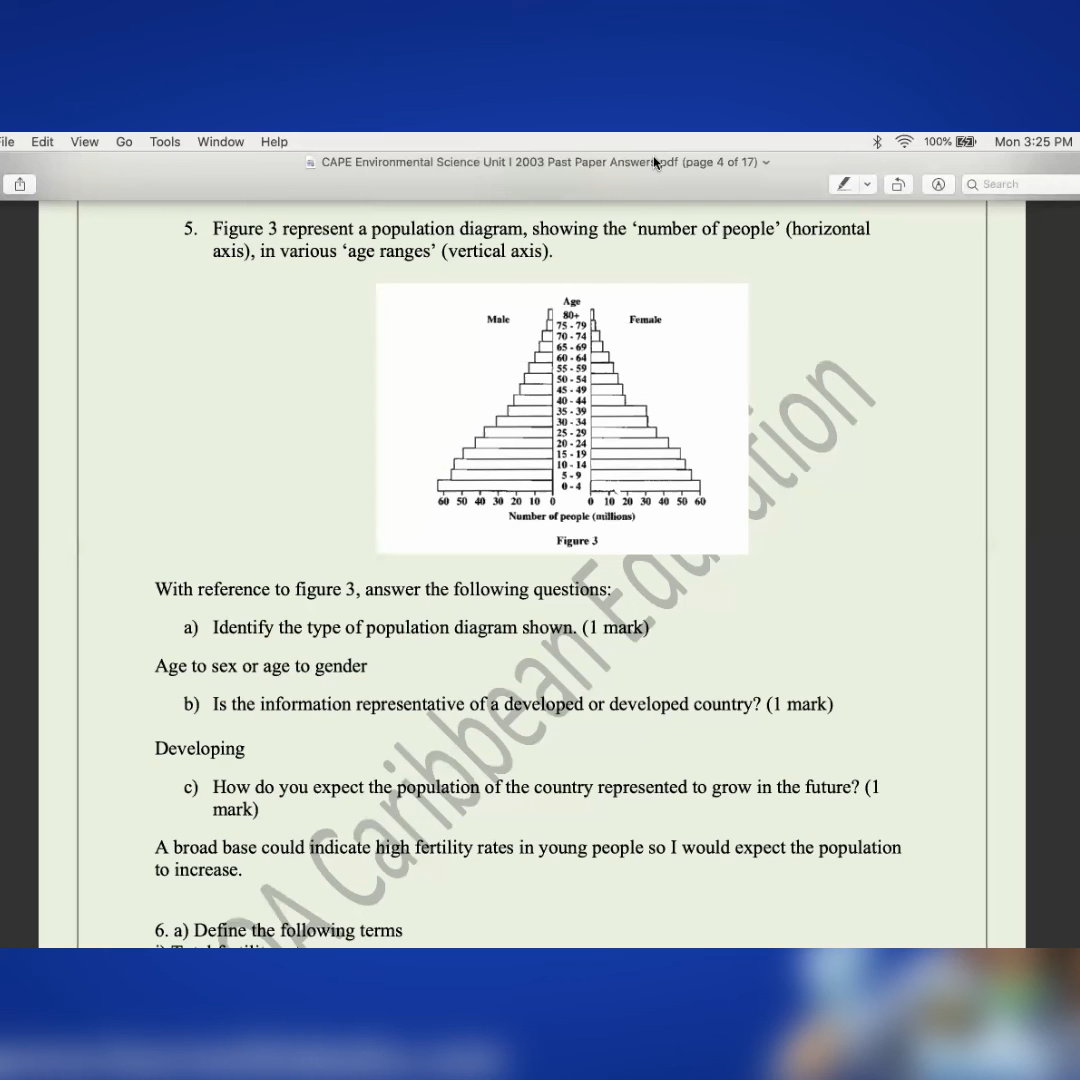 File Edit View Go Tools Window Help 100% Mon 3:25 PM
CAPE Environmental Science Unit I 2003 Past Paper Answers.pdf (page 4 of 17)
Search
5. Figure 3 represent a population diagram, showing the ‘number of people’ (horizontal
axis), in various ‘age ranges’ (vertical axis).
Age
Male 80+ Female
75 - 79
70 - 74
65 - 69
60 - 64
55 - 59
50 - 54
45 - 49
40 - 44
35 - 39
30 - 34
25 - 29
20 - 24
15 - 19
10 - 14
5 - 9
0 - 4
60 50 40 30 20 10 0 0 10 20 30 40 50 60
Number of people (millions)
Figure 3
With reference to figure 3, answer the following questions:
a) Identify the type of population diagram shown. (1 mark)
Age to sex or age to gender
b) Is the information representative of a developed or developed country? (1 mark)
Developing
c) How do you expect the population of the country represented to grow in the future? (1
mark)
A broad base could indicate high fertility rates in young people so I would expect the population
to increase.
6. a) Define the following terms
Caribbean Education